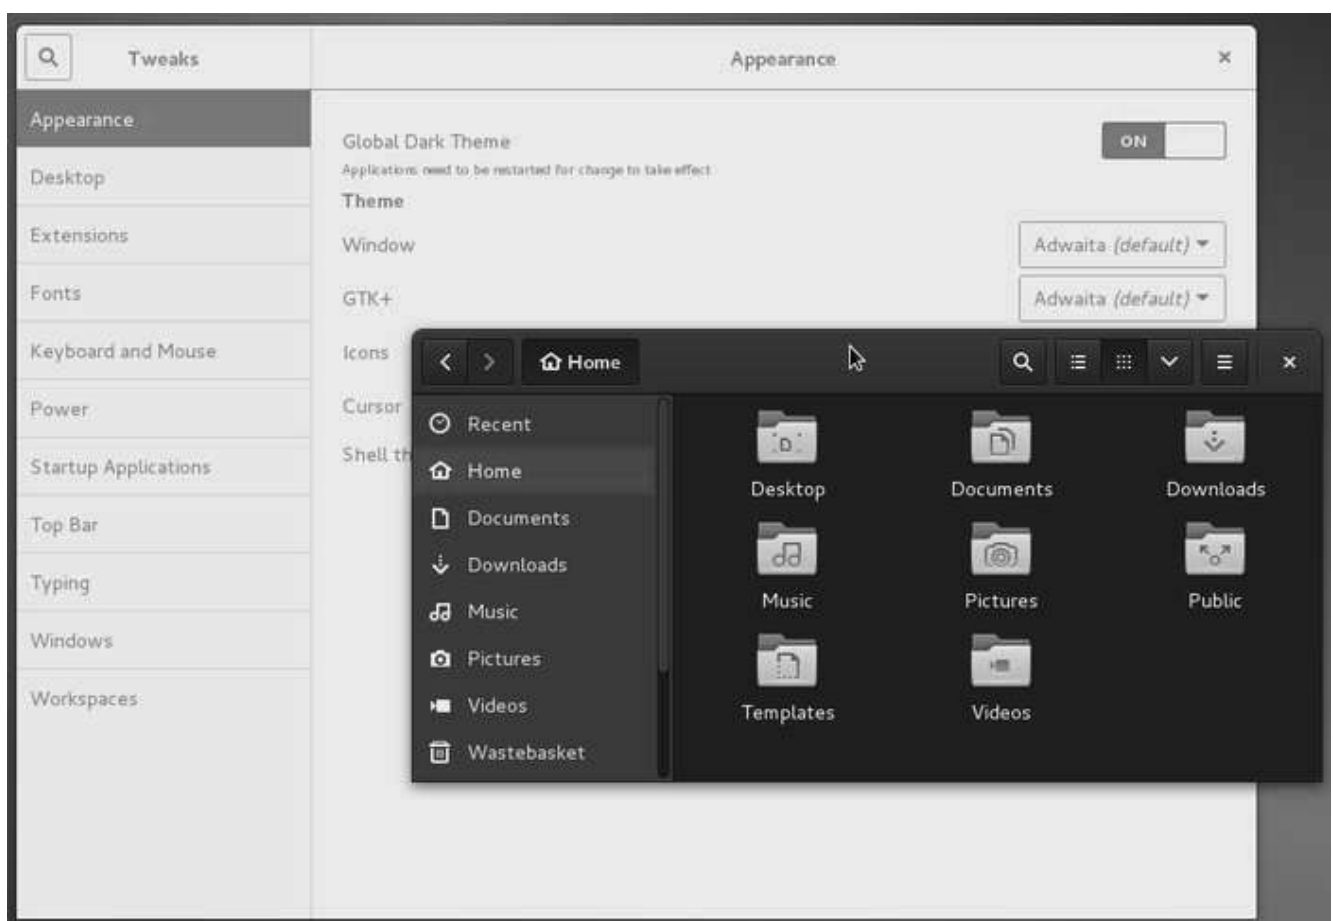 Tweaks
Appearance
Appearance
Desktop
Extensions
Fonts
Keyboard and Mouse
Power
Startup Applications
Top Bar
Typing
Windows
Workspaces
Global Dark Theme
ON
Applications need to be restarted for change to take effect
Theme
Window
Adwaita (default)
GTK+
Adwaita (default)
Icons
Cursor
Shell th
Home
Recent
Home
Documents
Downloads
Music
Pictures
Videos
Wastebasket
D
Desktop
Documents
Downloads
Music
Pictures
Public
Templates
Videos